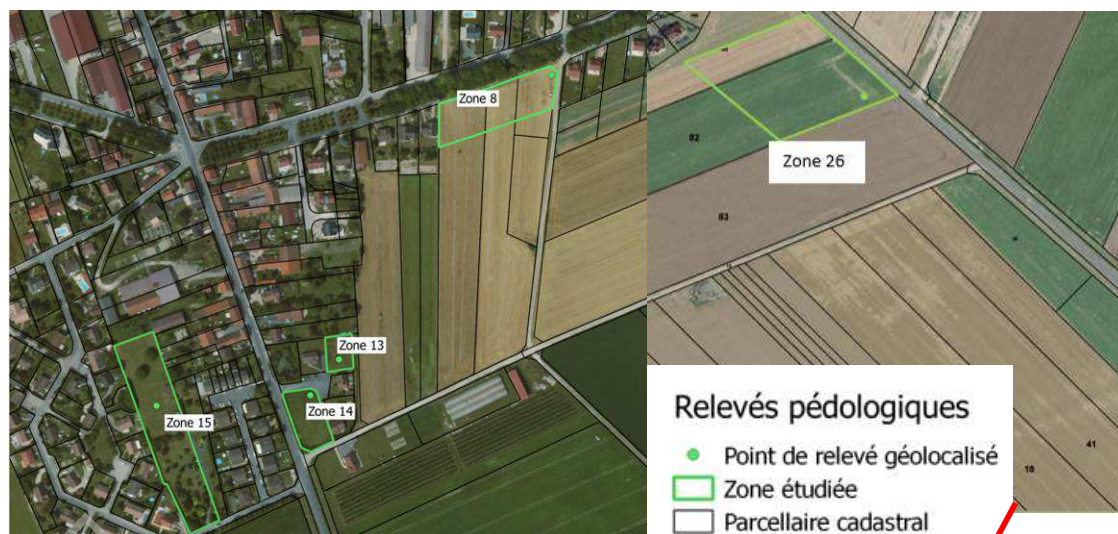 Zone 8
Zone 13
Zone 14
Zone 15
82
Zone 26
83
41
18
Relevés pédologiques
Point de relevé géolocalisé
Zone étudiée
Parcellaire cadastral